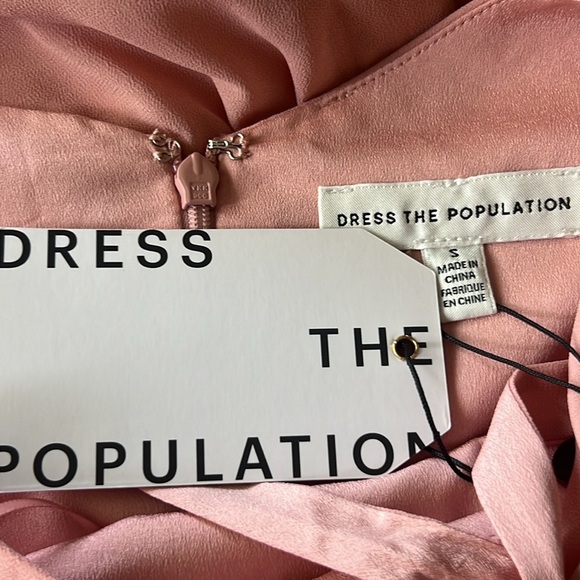 DRESS THE POPULATION
S
MADE IN
CHINA
FABRIQUE
EN CHINE
DRESS
THE
POPULATION